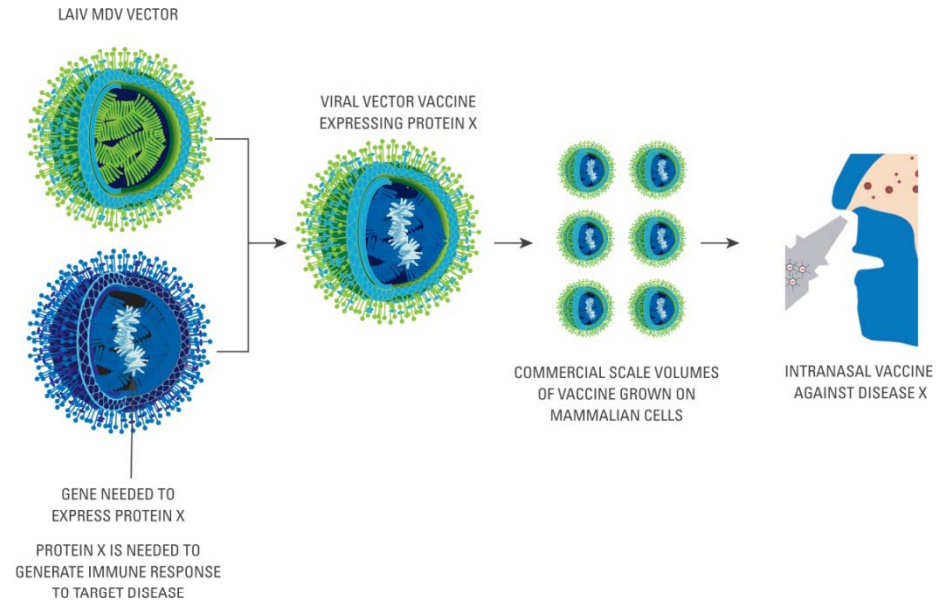 LAIV MDV VECTOR
VIRAL VECTOR VACCINE
EXPRESSING PROTEIN X
COMMERCIAL SCALE VOLUMES
OF VACCINE GROWN ON
MAMMALIAN CELLS
INTRANASAL VACCINE
AGAINST DISEASE X
GENE NEEDED TO
EXPRESS PROTEIN X
PROTEIN X IS NEEDED TO
GENERATE IMMUNE RESPONSE
TO TARGET DISEASE